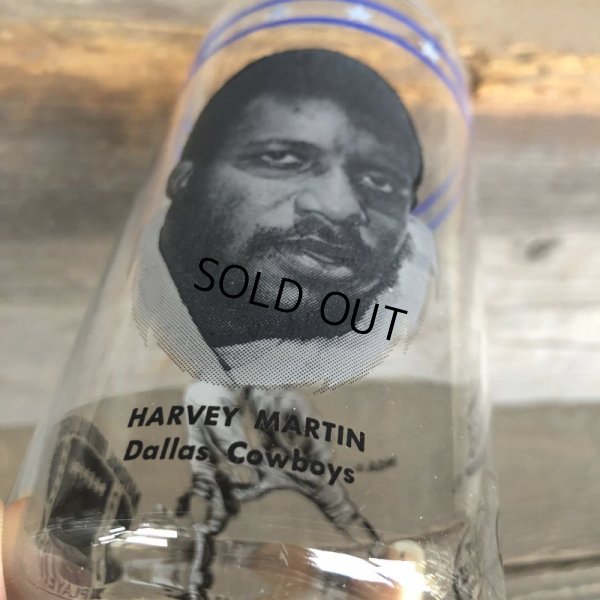 SOLD OUT
HARVEY MARTIN
Dallas Cowboys